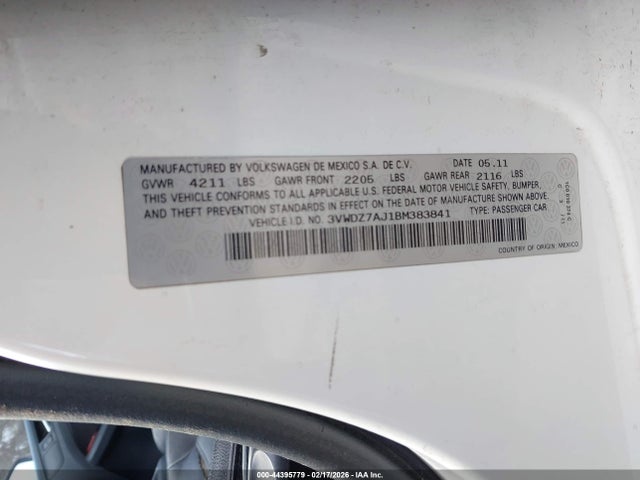 MANUFACTURED BY VOLKSWAGEN DE MEXICO S.A. DE C.V. DATE 05.11
GVWR 4211 LBS GAWR FRONT 2205 LBS GAWR REAR 2116 LBS
THIS VEHICLE CONFORMS TO ALL APPLICABLE U.S. FEDERAL MOTOR VEHICLE SAFETY, BUMPER,
AND THEFT PREVENTION STANDARDS IN EFFECT ON THE DATE OF MANUFACTURE SHOWN ABOVE
VEHICLE I.D. NO. 3VWDZ7AJ1BM383841 TYPE: PASSENGER CAR
COUNTRY OF ORIGIN: MEXICO
000-44395779 - 02/17/2026 - IAA Inc.